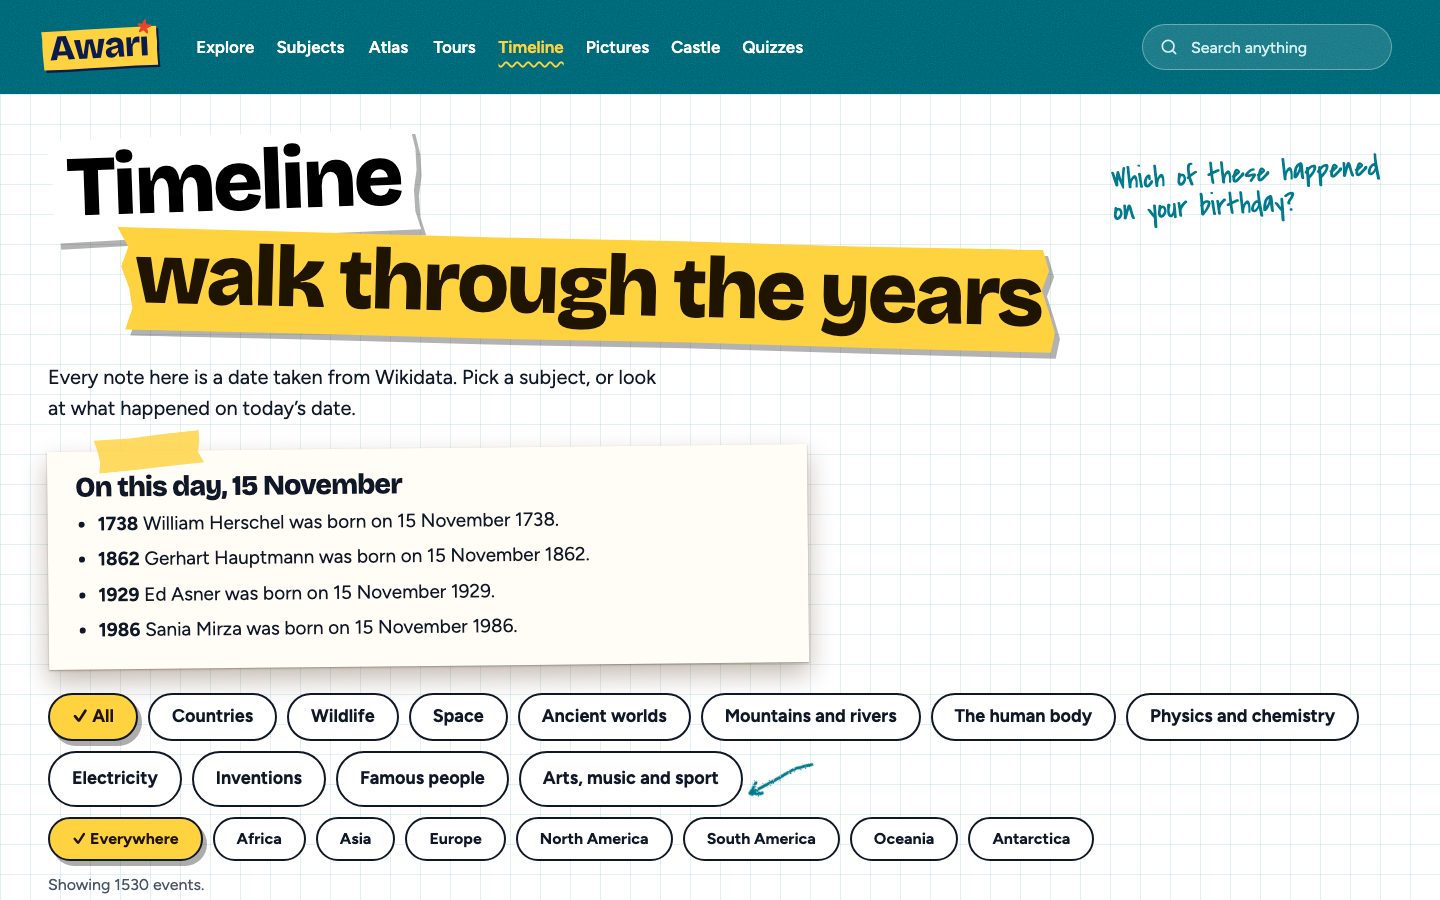 Awari
Explore Subjects Atlas Tours Timeline Pictures Castle Quizzes
Search anything
Timeline
walk through the years
Which of these happened
on your birthday?
Every note here is a date taken from Wikidata. Pick a subject, or look
at what happened on today’s date.
On this day, 15 November
• 1738 William Herschel was born on 15 November 1738.
• 1862 Gerhart Hauptmann was born on 15 November 1862.
• 1929 Ed Asner was born on 15 November 1929.
• 1986 Sania Mirza was born on 15 November 1986.
✓ All Countries Wildlife Space Ancient worlds Mountains and rivers The human body Physics and chemistry
Electricity Inventions Famous people Arts, music and sport
✓ Everywhere Africa Asia Europe North America South America Oceania Antarctica
Showing 1530 events.